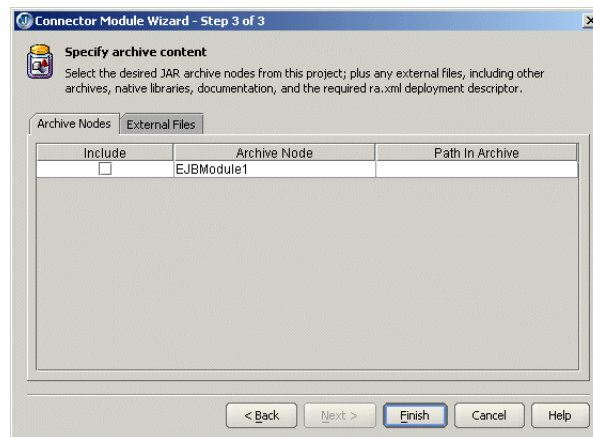 Connector Module Wizard - Step 3 of 3
Specify archive content
Select the desired JAR archive nodes from this project; plus any external files, including other
archives, native libraries, documentation, and the required ra.xml deployment descriptor.
Archive Nodes External Files
Include Archive Node Path In Archive
EJBModule1
< Back Next > Finish Cancel Help